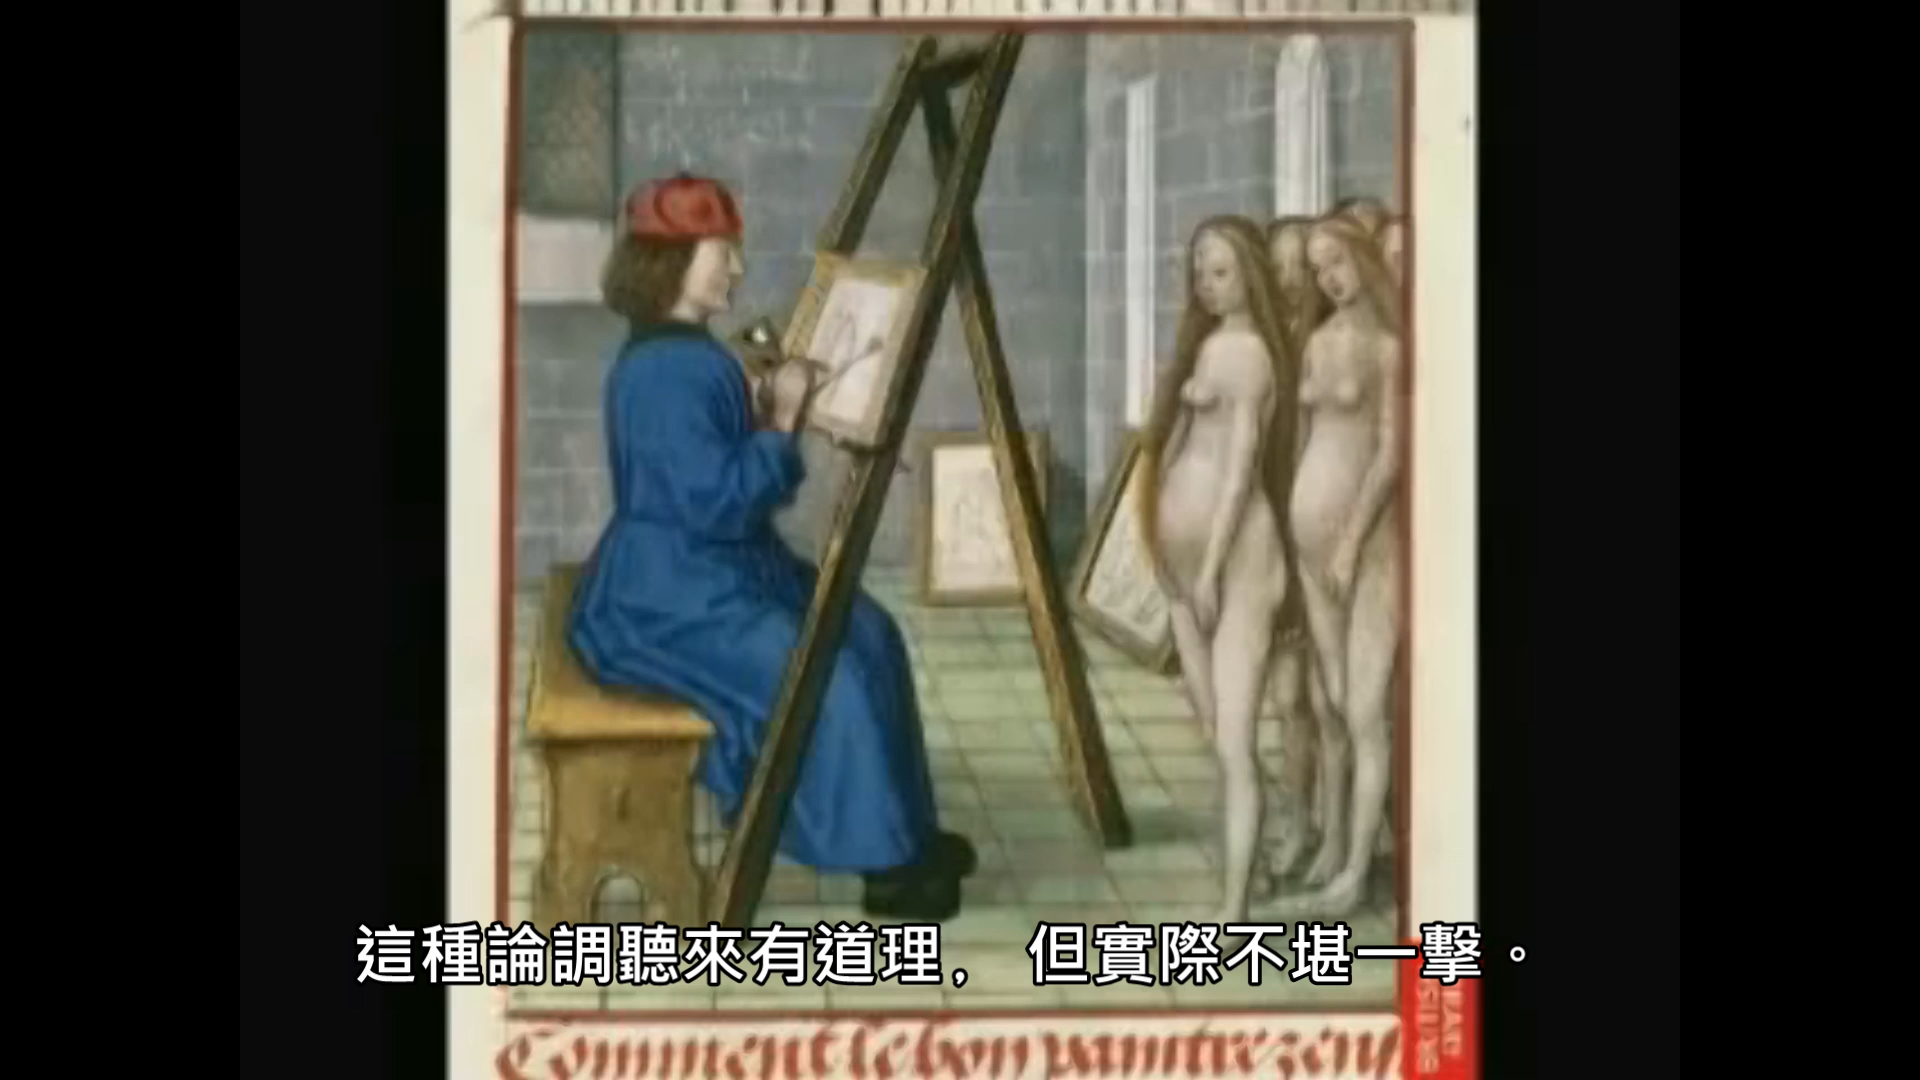 這種論調聽來有道理, 但實際不堪一擊。
Comment le bon paintre zeusi